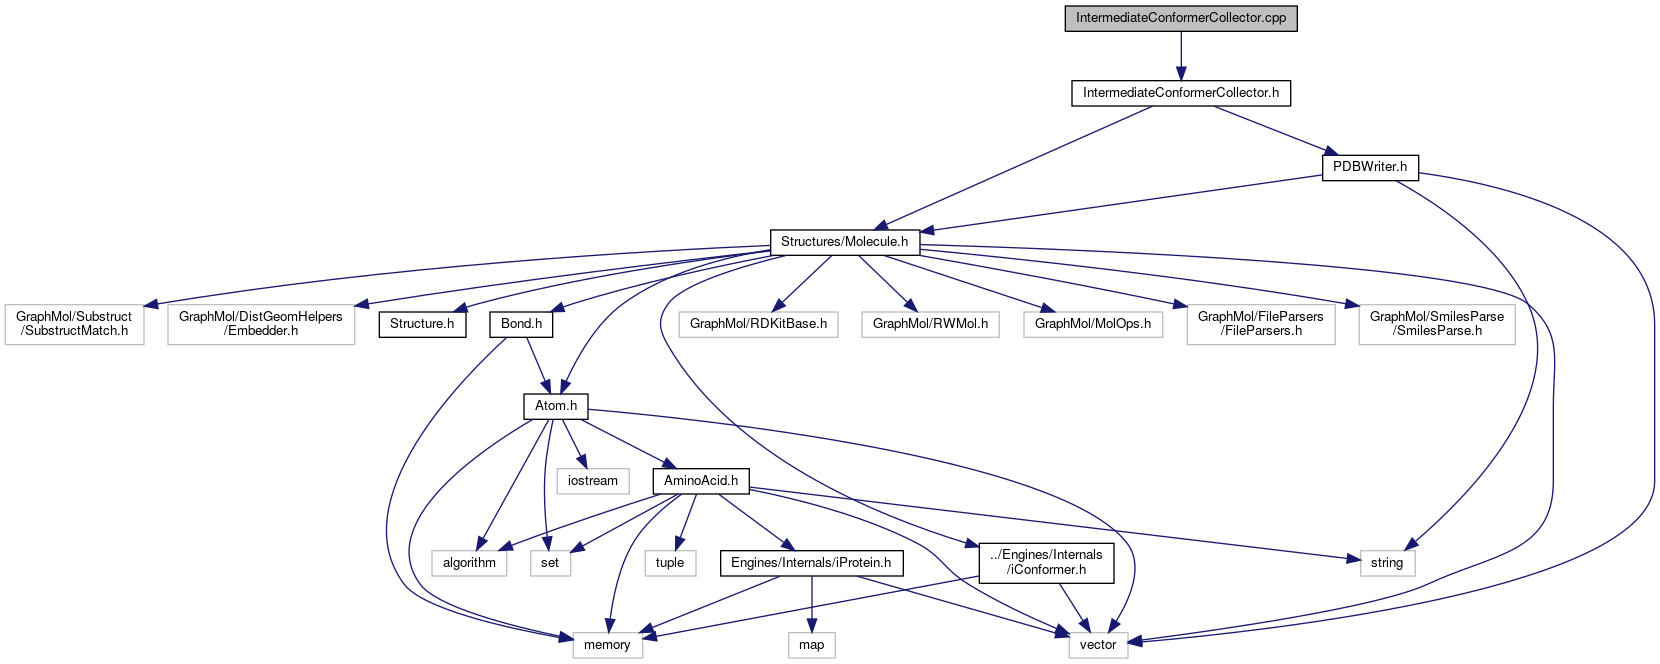 IntermediateConformerCollector.cpp
IntermediateConformerCollector.h
PDBWriter.h
Structures/Molecule.h
GraphMol/Substruct
/SubstructMatch.h
GraphMol/DistGeomHelpers
/Embedder.h
Structure.h
Bond.h
GraphMol/RDKitBase.h
GraphMol/RWMol.h
GraphMol/MolOps.h
GraphMol/FileParsers
/FileParsers.h
GraphMol/SmilesParse
/SmilesParse.h
Atom.h
iostream
AminoAcid.h
algorithm
set
tuple
Engines/Internals/iProtein.h
../Engines/Internals
/iConformer.h
string
memory
map
vector